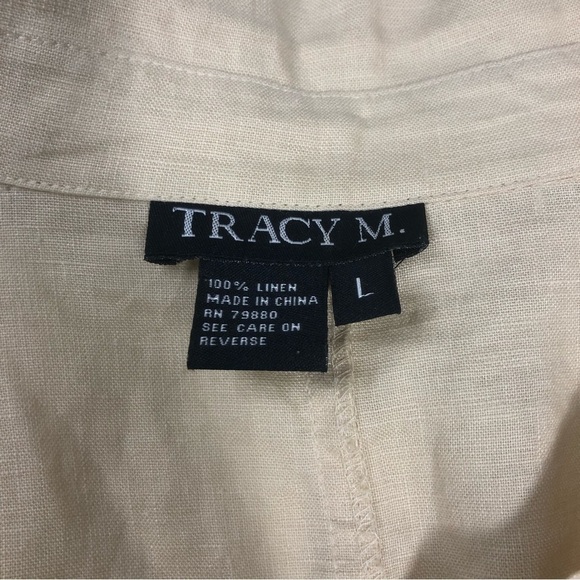 TRACY M.
L
100% LINEN
MADE IN CHINA
RN 79880
SEE CARE ON
REVERSE